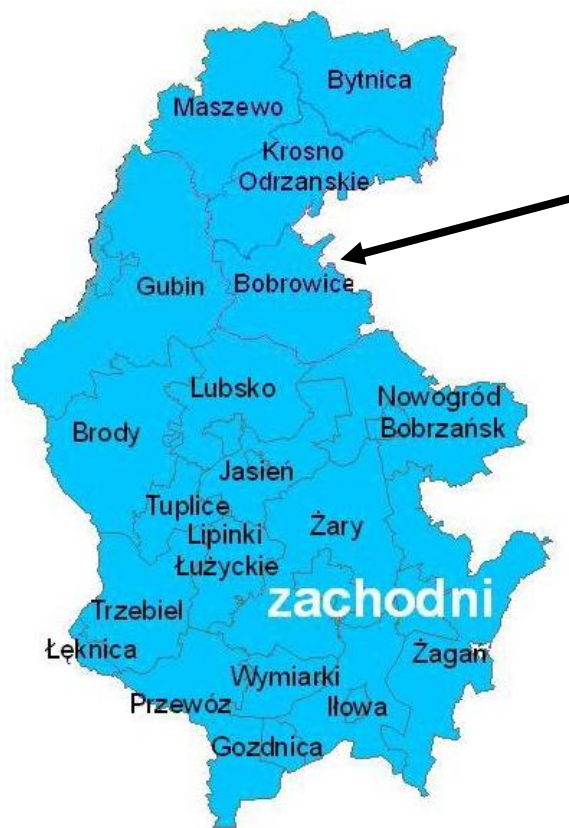 Bytnica
Maszewo
Krosno
Odrzanskie
Gubin
Bobrowice
Lubsko
Nowogród
Bobrzańsk
Brody
Jasień
Tuplice
Żary
Lipinki
Łużyckie
zachodni
Trzebiel
Łęknica
Żagań
Wymiarki
Przewóz
Iłowa
Gozdnica